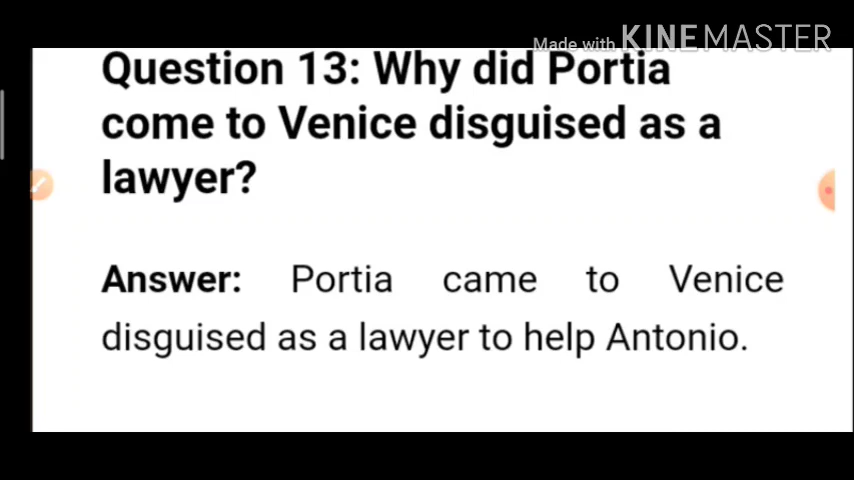 Made with KINEMASTER
Question 13: Why did Portia
come to Venice disguised as a
lawyer?
Answer: Portia came to Venice
disguised as a lawyer to help Antonio.